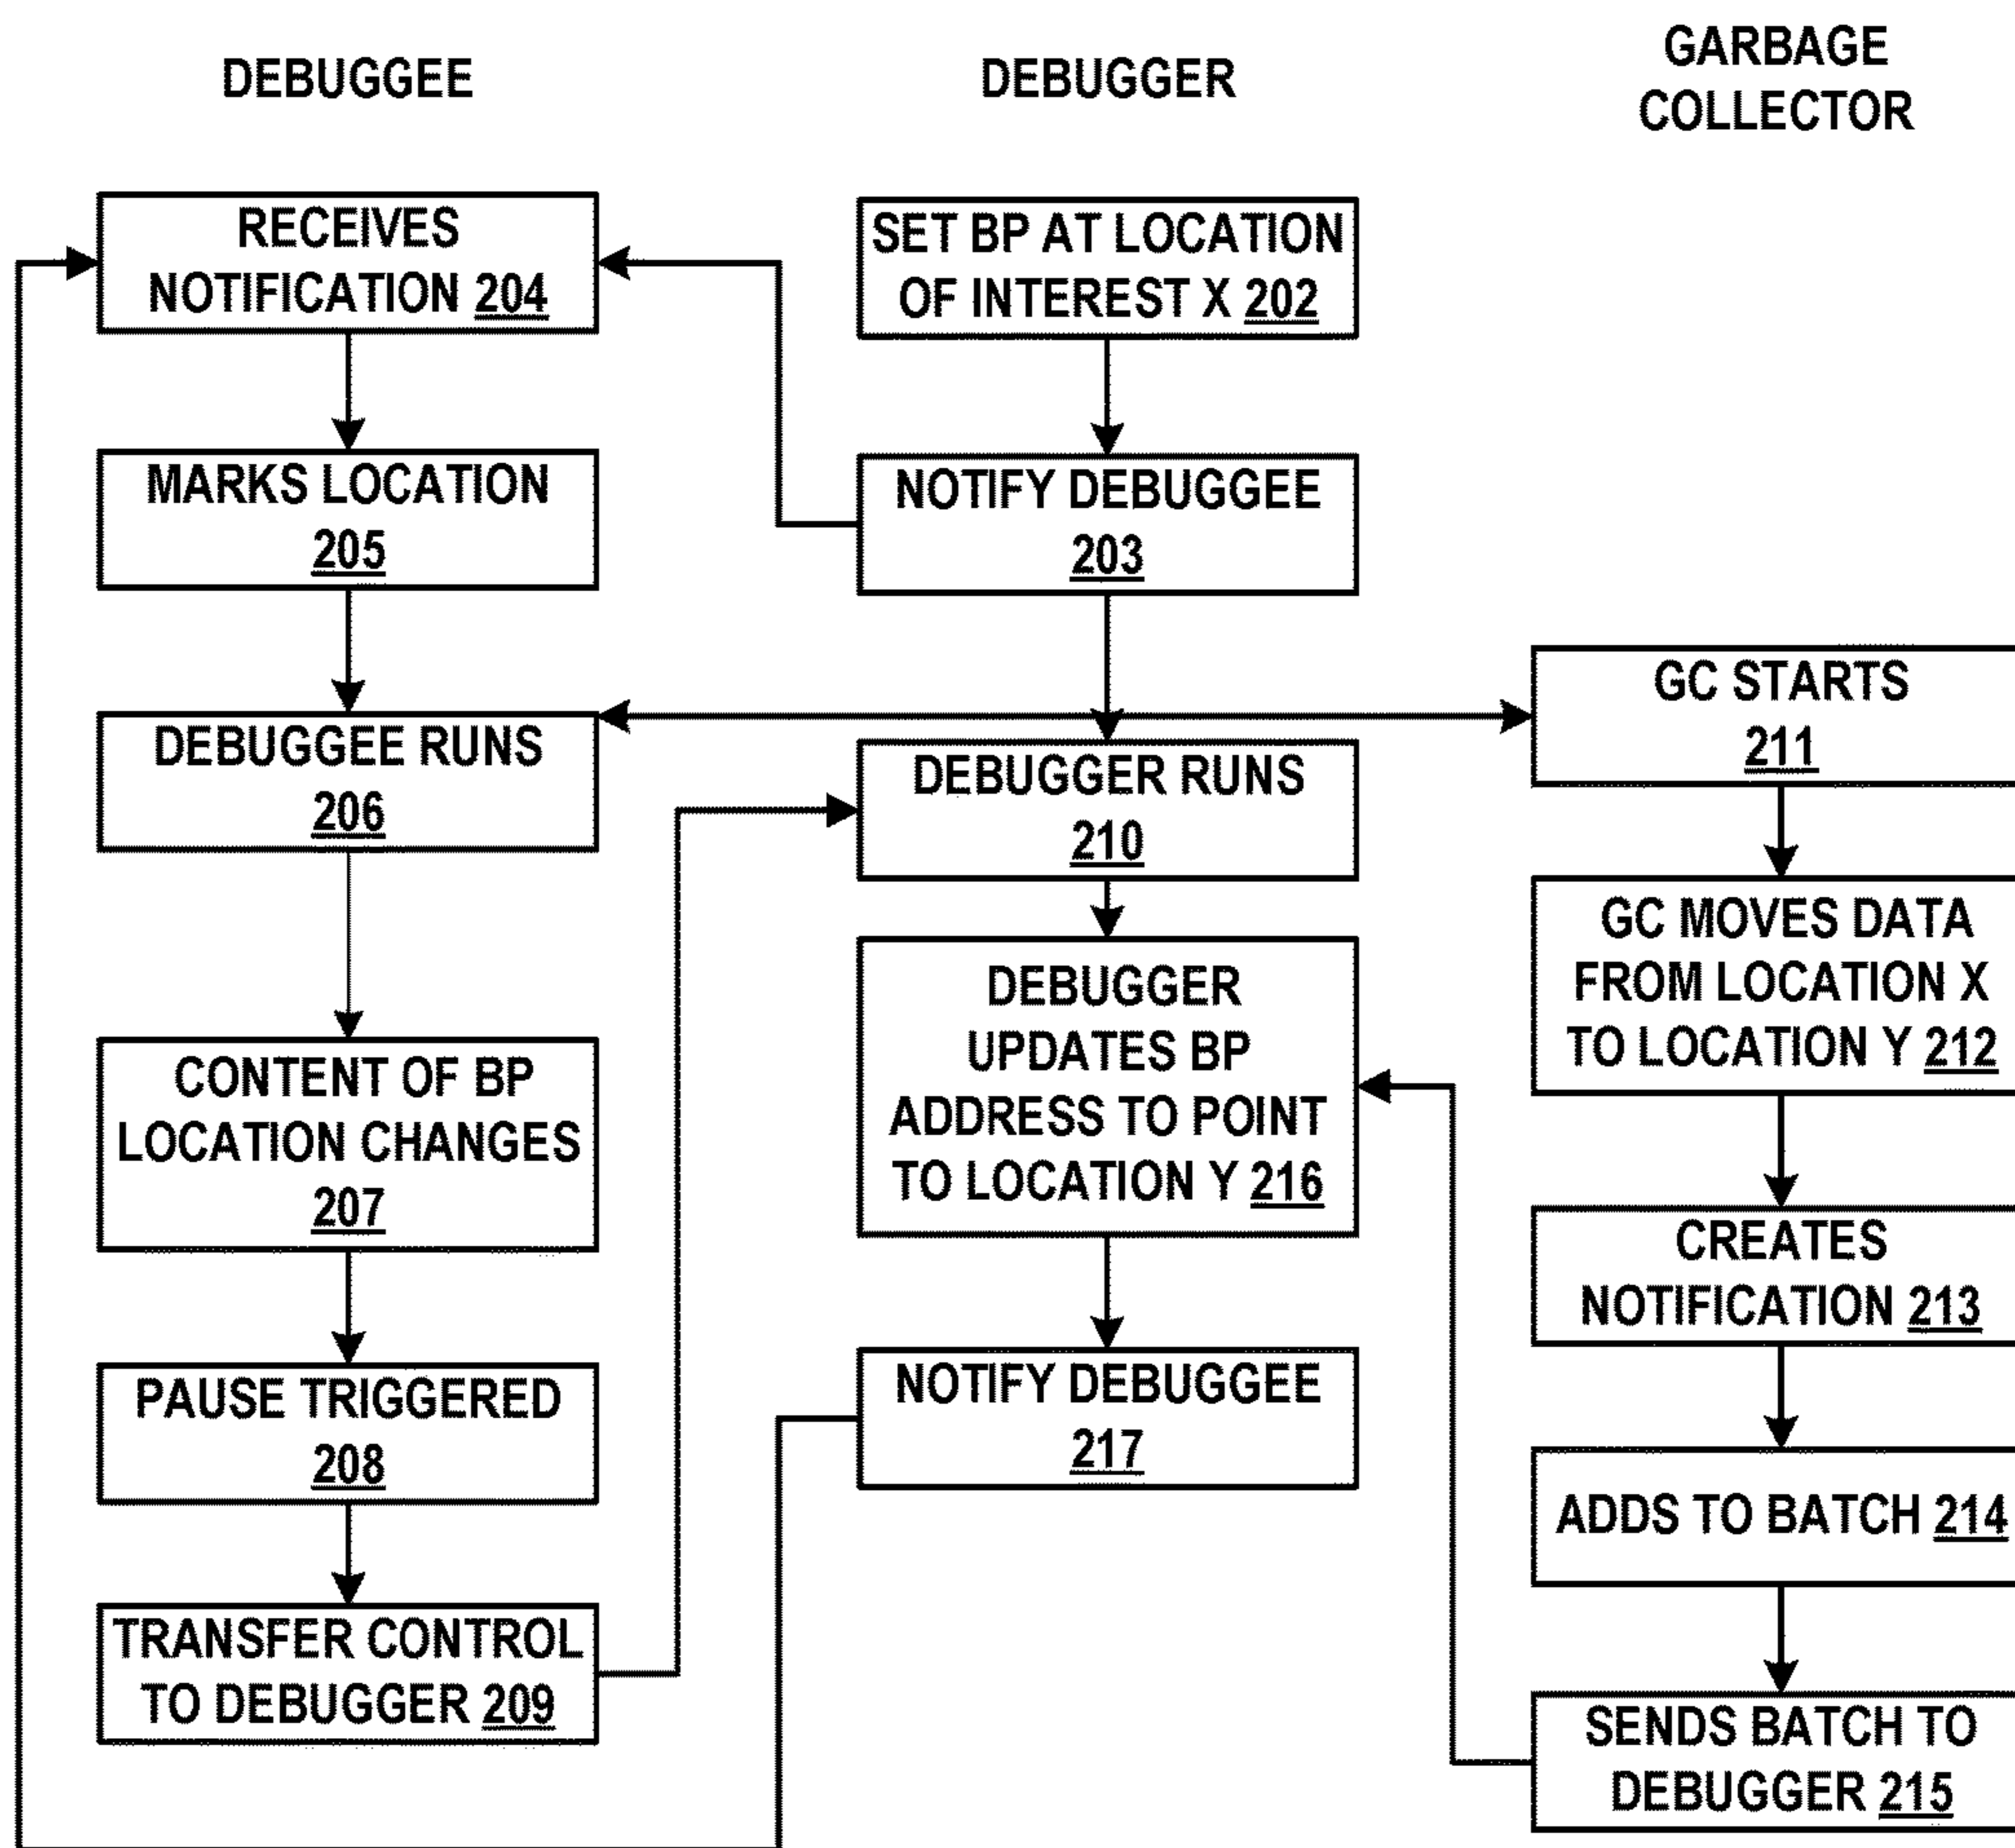 DEBUGGEE
RECEIVES
NOTIFICATION 204
MARKS LOCATION
205
DEBUGGEE RUNS
206
CONTENT OF BP
LOCATION CHANGES
207
PAUSE TRIGGERED
208
TRANSFER CONTROL
TO DEBUGGER 209
DEBUGGER
SET BP AT LOCATION
OF INTEREST X 202
NOTIFY DEBUGGEE
203
DEBUGGER RUNS
210
DEBUGGER
UPDATES BP
ADDRESS TO POINT
TO LOCATION Y 216
NOTIFY DEBUGGEE
217
GARBAGE
COLLECTOR
GC STARTS
211
GC MOVES DATA
FROM LOCATION X
TO LOCATION Y 212
CREATES
NOTIFICATION 213
ADDS TO BATCH 214
SENDS BATCH TO
DEBUGGER 215